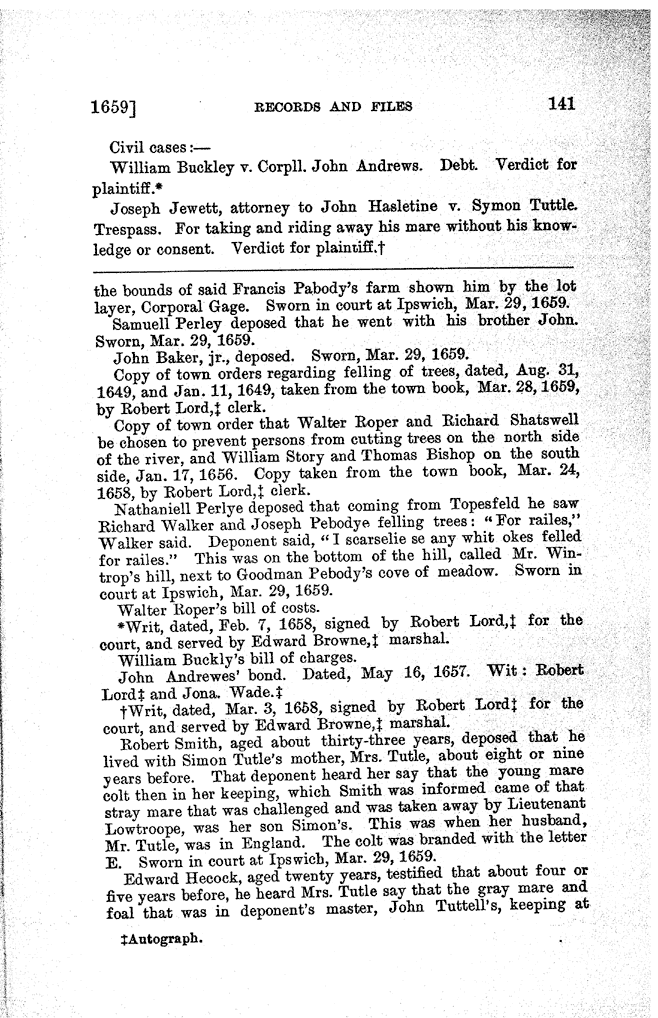 1659] RECORDS AND FILES 141
Civil cases:—
William Buckley v. Corpll. John Andrews. Debt. Verdict for
plaintiff.*
Joseph Jewett, attorney to John Hasletine v. Symon Tuttle.
Trespass. For taking and riding away his mare without his know-
ledge or consent. Verdict for plaintiff.†
the bounds of said Francis Pabody's farm shown him by the lot
layer, Corporal Gage. Sworn in court at Ipswich, Mar. 29, 1659.
Samuell Perley deposed that he went with his brother John.
Sworn, Mar. 29, 1659.
John Baker, jr., deposed. Sworn, Mar. 29, 1659.
Copy of town orders regarding felling of trees, dated, Aug. 31,
1649, and Jan. 11, 1649, taken from the town book, Mar. 28, 1659,
by Robert Lord,‡ clerk.
Copy of town order that Walter Roper and Richard Shatswell
be chosen to prevent persons from cutting trees on the north side
of the river, and William Story and Thomas Bishop on the south
side, Jan. 17, 1656. Copy taken from the town book, Mar. 24,
1658, by Robert Lord,‡ clerk.
Nathaniell Perlye deposed that coming from Topesfeld he saw
Richard Walker and Joseph Pebodye felling trees: "For railes,"
Walker said. Deponent said, "I scarselie se any whit okes felled
for railes." This was on the bottom of the hill, called Mr. Win-
trop's hill, next to Goodman Pebody's cove of meadow. Sworn in
court at Ipswich, Mar. 29, 1659.
Walter Roper's bill of costs.
*Writ, dated, Feb. 7, 1658, signed by Robert Lord,‡ for the
court, and served by Edward Browne,‡ marshal.
William Buckly's bill of charges.
John Andrewes' bond. Dated, May 16, 1657. Wit: Robert
Lord‡ and Jona. Wade.‡
†Writ, dated, Mar. 3, 1658, signed by Robert Lord‡ for the
court, and served by Edward Browne,‡ marshal.
Robert Smith, aged about thirty-three years, deposed that he
lived with Simon Tutle's mother, Mrs. Tutle, about eight or nine
years before. That deponent heard her say that the young mare
colt then in her keeping, which Smith was informed came of that
stray mare that was challenged and was taken away by Lieutenant
Lowtroope, was her son Simon's. This was when her husband,
Mr. Tutle, was in England. The colt was branded with the letter
E. Sworn in court at Ipswich, Mar. 29, 1659.
Edward Hecock, aged twenty years, testified that about four or
five years before, he heard Mrs. Tutle say that the gray mare and
foal that was in deponent's master, John Tuttell's, keeping at
‡Autograph.